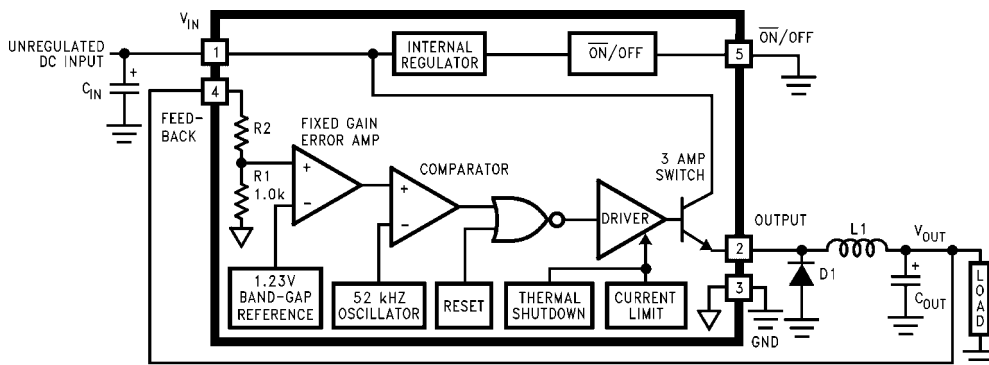 V_IN
UNREGULATED
DC INPUT
+
C_IN
1
4
FEED-
BACK
R2
R1
1.0k
FIXED GAIN
ERROR AMP
+
−
1.23V
BAND-GAP
REFERENCE
COMPARATOR
+
−
52 kHZ
OSCILLATOR
RESET
INTERNAL
REGULATOR
O̅N̅/OFF
5
O̅N̅/OFF
DRIVER
3 AMP
SWITCH
THERMAL
SHUTDOWN
CURRENT
LIMIT
OUTPUT
2
3
GND
D1
L1
V_OUT
+
C_OUT
LOAD